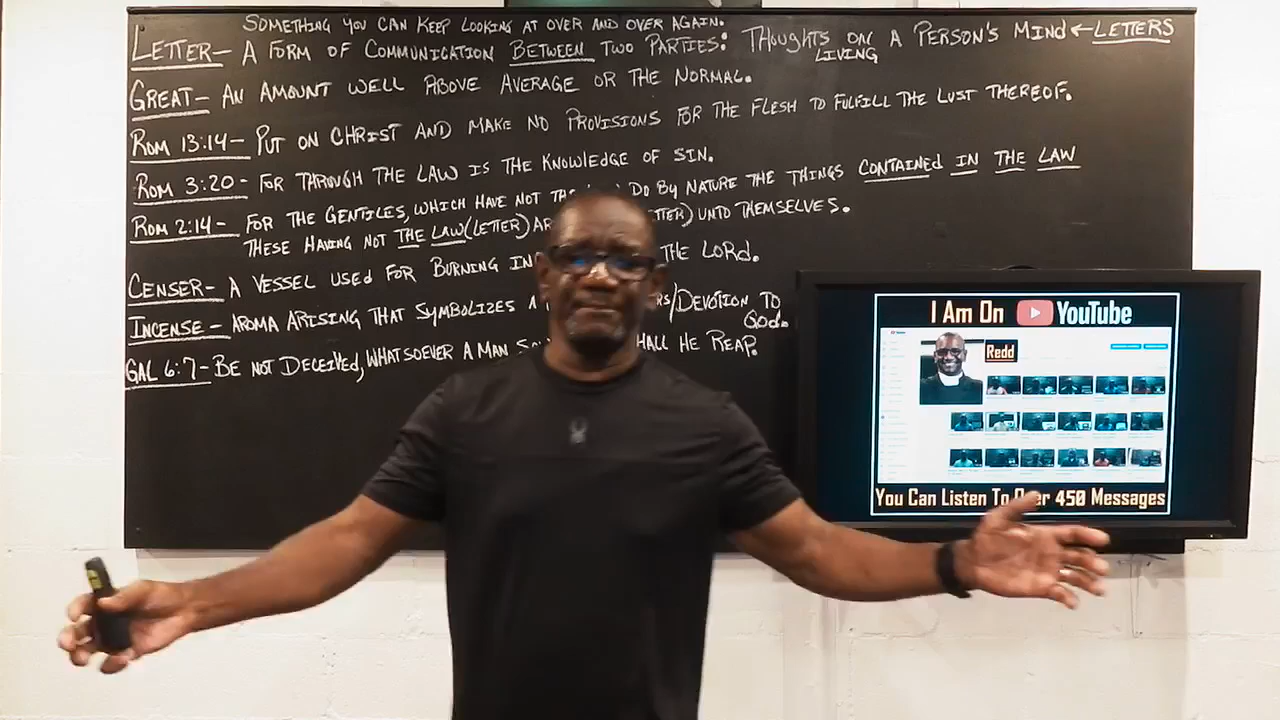 SOMETHING YOU CAN KEEP LOOKING AT OVER AND OVER AGAIN.
LETTER- A FORM OF COMMUNICATION BETWEEN TWO PARTIES: THOUGHTS ON A PERSON'S MIND ← LETTERS
LIVING
GREAT- AN AMOUNT WELL ABOVE AVERAGE OR THE NORMAL.
ROM 13:14- PUT ON CHRIST AND MAKE NO PROVISIONS FOR THE FLESH TO FULFILL THE LUST THEREOF.
ROM 3:20- FOR THROUGH THE LAW IS THE KNOWLEDGE OF SIN.
ROM 2:14- FOR THE GENTILES, WHICH HAVE NOT DO BY NATURE THE THINGS CONTAINED IN THE LAW
THESE HAVING NOT THE LAW (LETTER) UNTO THEMSELVES.
CENSER- A VESSEL USED FOR BURNING THE LORD.
INCENSE- AROMA ARISING THAT SYMBOLIZES A /DEVOTION TO
GOD.
GAL 6:7- BE NOT DECEIVED, WHATSOEVER A MAN HE REAP.
I Am On YouTube
Redd
You Can Listen To 450 Messages